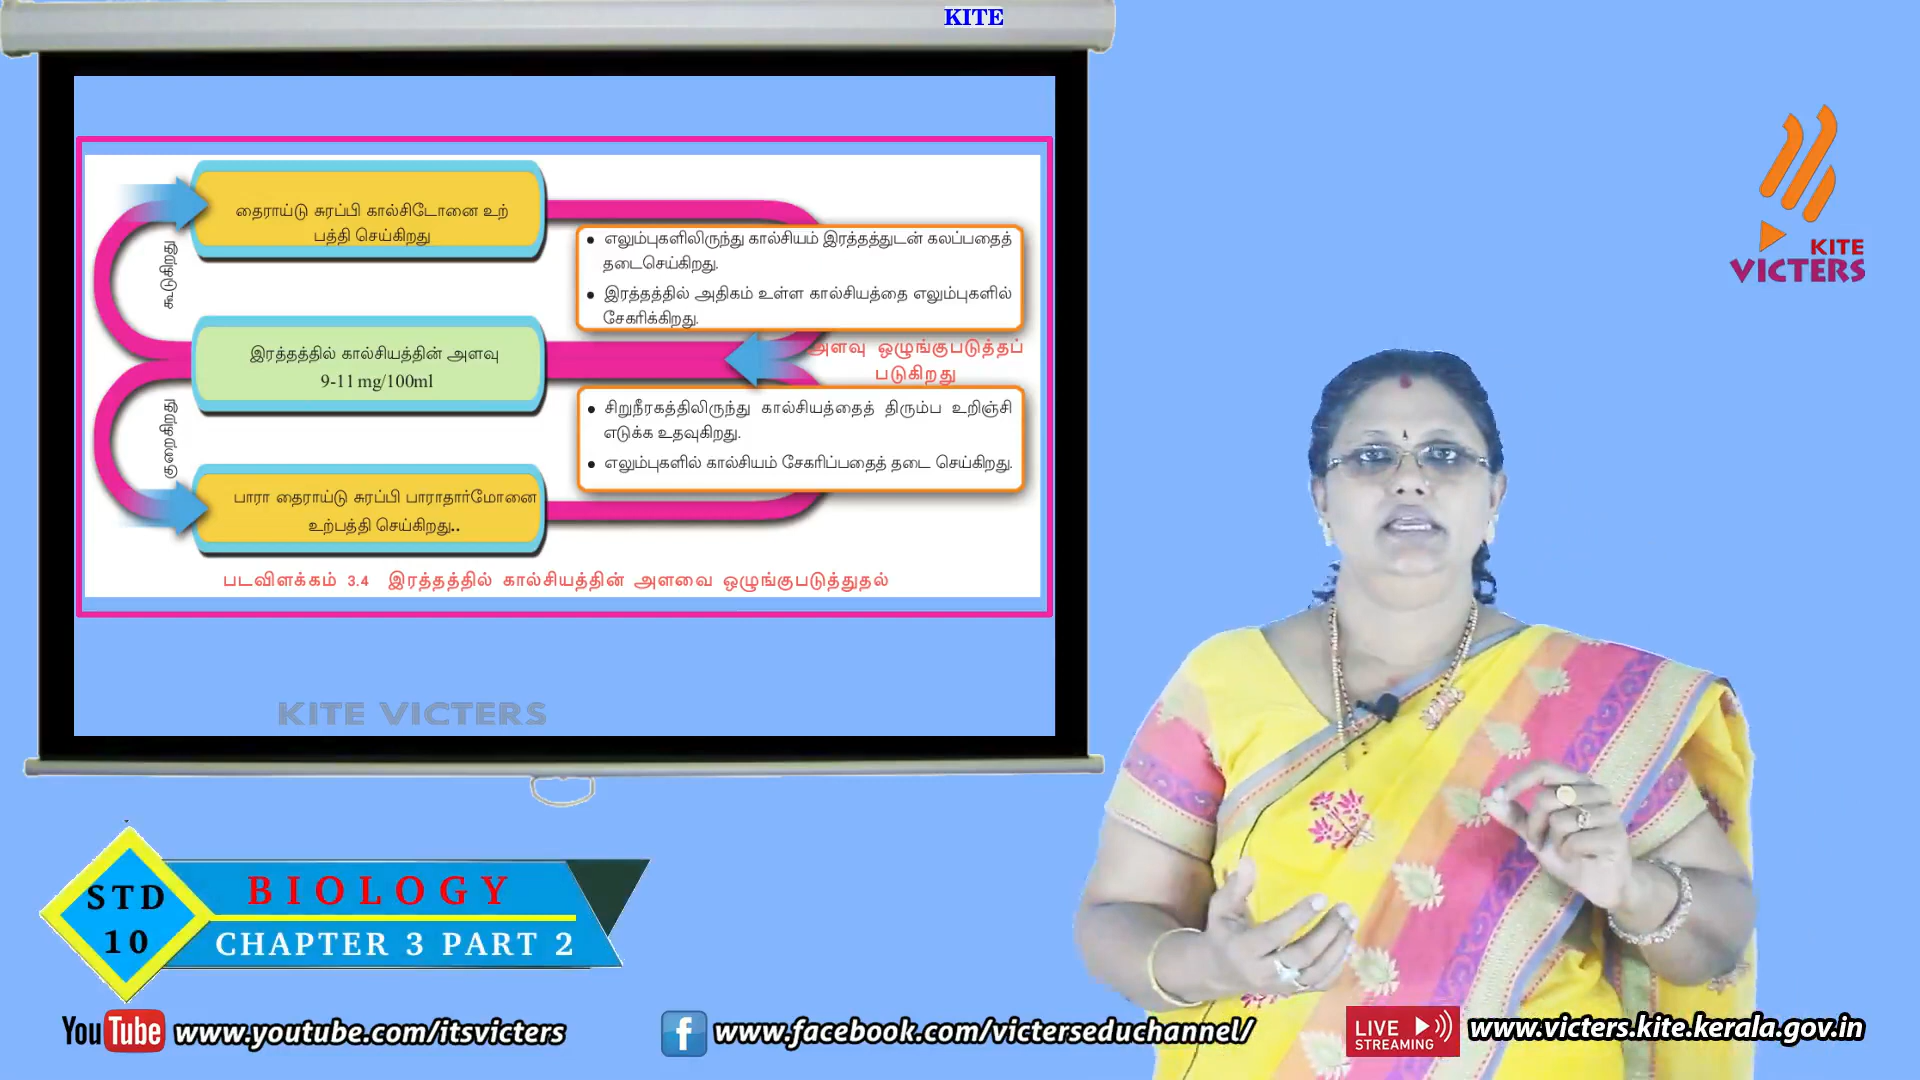 KITE
தைராய்டு சுரப்பி கால்சிடோனை உற்
பத்தி செய்கிறது
கூடுகிறது
• எலும்புகளிலிருந்து கால்சியம் இரத்தத்துடன் கலப்பதைத்
தடைசெய்கிறது.
• இரத்தத்தில் அதிகம் உள்ள கால்சியத்தை எலும்புகளில்
சேகரிக்கிறது.
இரத்தத்தில் கால்சியத்தின் அளவு
9-11 mg/100ml
அளவு ஒழுங்குபடுத்தப்
படுகிறது
குறைகிறது
• சிறுநீரகத்திலிருந்து கால்சியத்தைத் திரும்ப உறிஞ்சி
எடுக்க உதவுகிறது.
• எலும்புகளில் கால்சியம் சேகரிப்பதைத் தடை செய்கிறது.
பாரா தைராய்டு சுரப்பி பாராதார்மோனை
உற்பத்தி செய்கிறது..
படவிளக்கம் 3.4 இரத்தத்தில் கால்சியத்தின் அளவை ஒழுங்குபடுத்துதல்
KITE VICTERS
KITE
VICTERS
STD
10
BIOLOGY
CHAPTER 3 PART 2
YouTube www.youtube.com/itsvicters
f www.facebook.com/victerseduchannel/
LIVE
STREAMING
www.victers.kite.kerala.gov.in